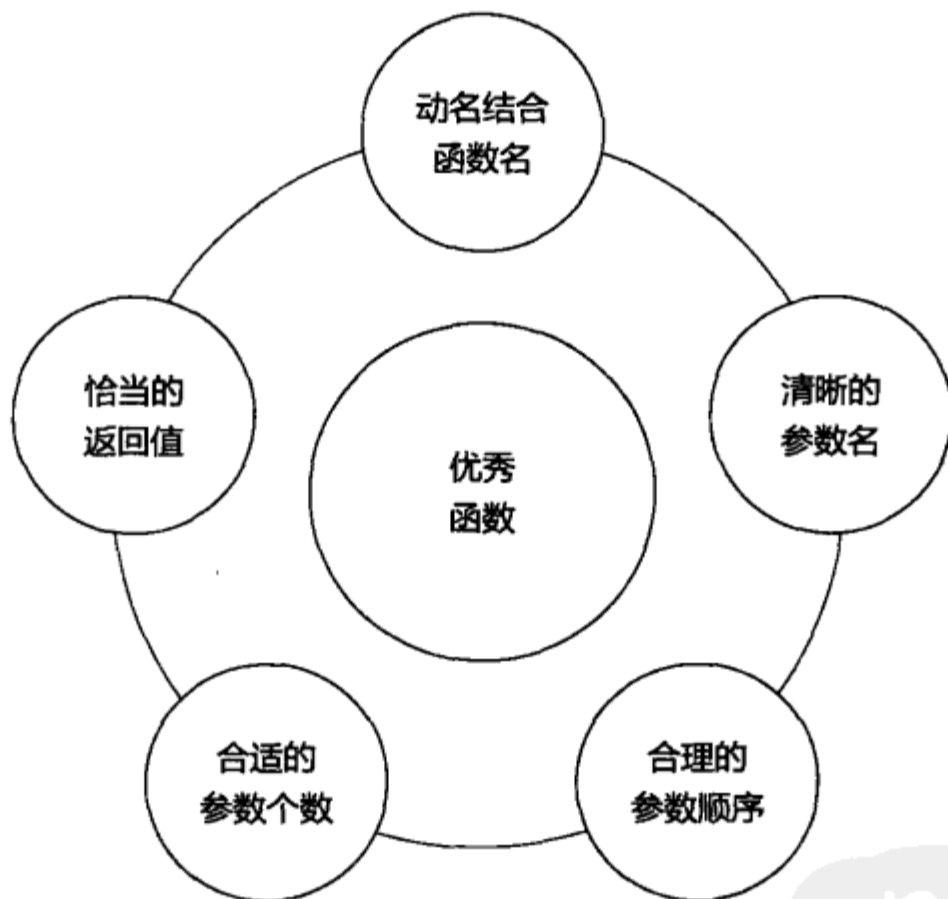 动名结合
函数名
恰当的
返回值
清晰的
参数名
优秀
函数
合适的
参数个数
合理的
参数顺序